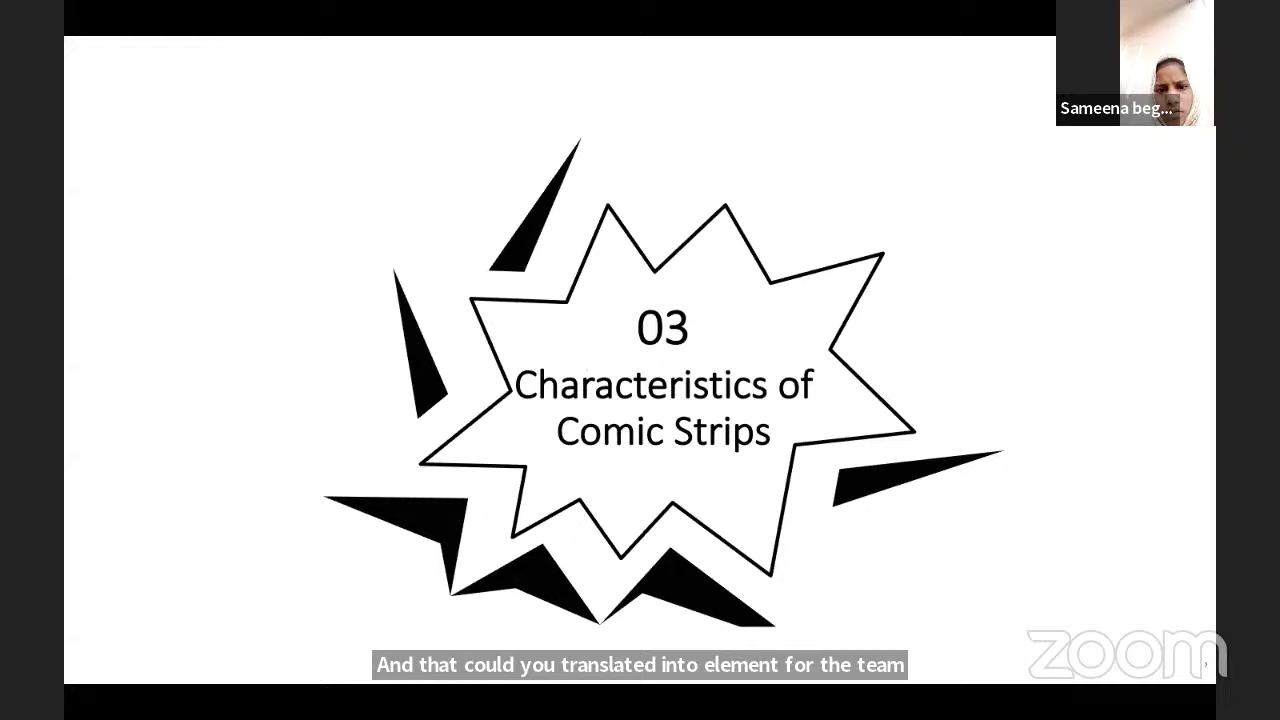 Sameena beg...
03
Characteristics of
Comic Strips
And that could you translated into element for the team
zoom